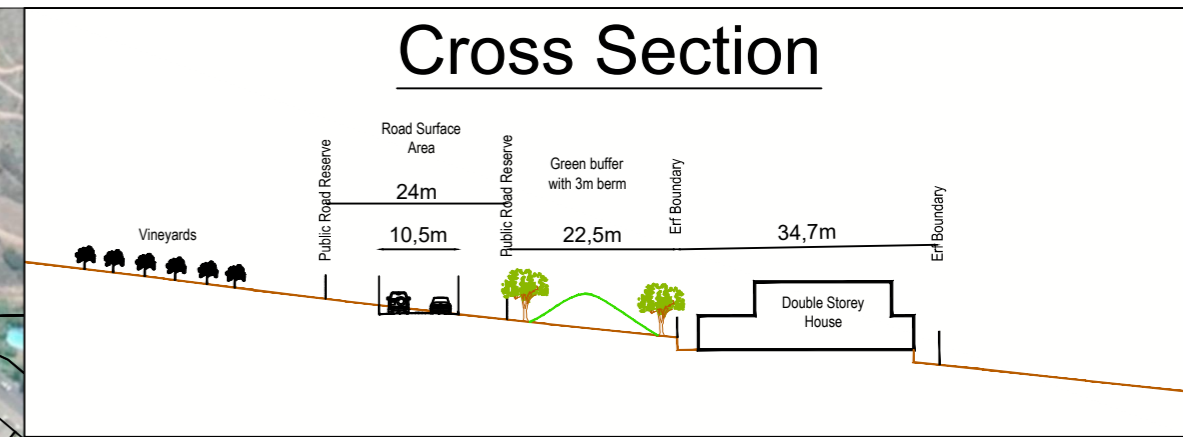 Cross Section
Road Surface
Area
Green buffer
with 3m berm
Public Road Reserve
24m
Public Road Reserve
Erf Boundary
Erf Boundary
Vineyards
10,5m
22,5m
34,7m
Double Storey
House